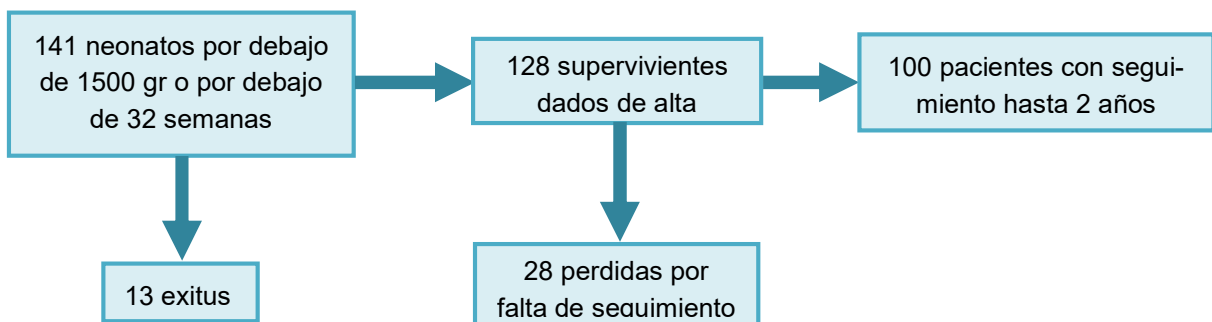 141 neonatos por debajo
de 1500 gr o por debajo
de 32 semanas
128 supervivientes
dados de alta
100 pacientes con segui-
miento hasta 2 años
13 exitus
28 perdidas por
falta de seguimiento